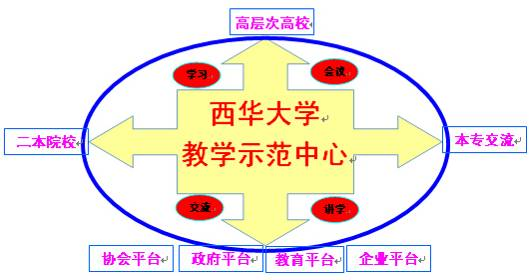 高层次高校
学习
会议
西华大学
二本院校
本专交流
教学示范中心
交流
讲学
协会平台
政府平台
教育平台
企业平台